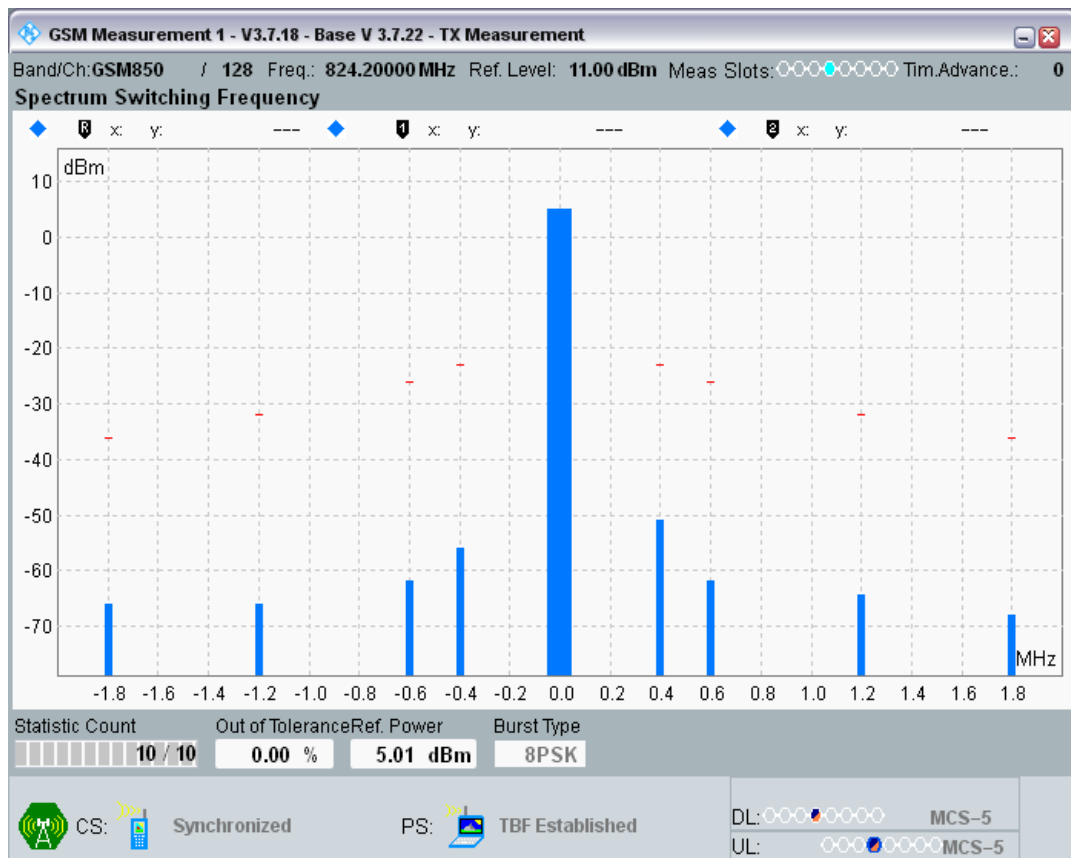 GSM Measurement 1 - V3.7.18 - Base V 3.7.22 - TX Measurement
Band/Ch:GSM850 / 128 Freq.: 824.20000 MHz Ref. Level: 11.00 dBm Meas Slots: Tim.Advance.: 0
Spectrum Switching Frequency
R x: y: --- 1 x: y: --- 2 x: y: ---
dBm
10
0
-10
-20
-30
-40
-50
-60
-70
MHz
-1.8 -1.6 -1.4 -1.2 -1.0 -0.8 -0.6 -0.4 -0.2 0.0 0.2 0.4 0.6 0.8 1.0 1.2 1.4 1.6 1.8
Statistic Count Out of Tolerance Ref. Power Burst Type
10 / 10 0.00 % 5.01 dBm 8PSK
CS: Synchronized PS: TBF Established
DL: MCS-5
UL: MCS-5